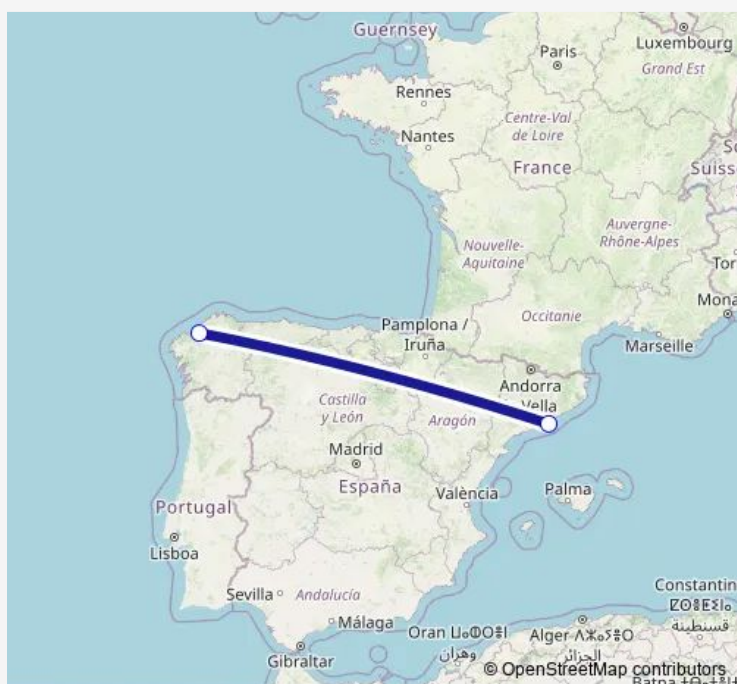 Guernsey
Luxembourg
Paris
Grand Est
Rennes
Centre-Val
de Loire
Nantes
France
Suiss
Nouvelle-
Aquitaine
Auvergne-
Rhône-Alpes
Tor
Occitanie
Mona
Pamplona /
Iruña
Marseille
Andorra
la Vella
Castilla
y León
Aragón
Madrid
España
València
Palma
Portugal
Lisboa
Sevilla
Andalucía
Málaga
Gibraltar
Oran
وهران
Alger
الجزائر
Constantin
قسنطينة
© OpenStreetMap contributors